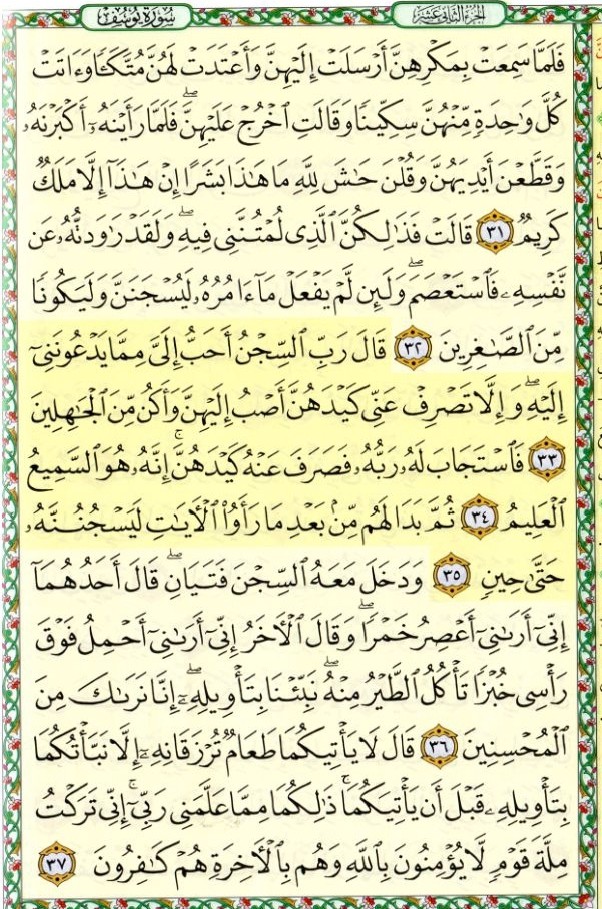 الجزء الثاني عشر
سورة يوسف
فَلَمَّا سَمِعَتْ بِمَكْرِهِنَّ أَرْسَلَتْ إِلَيْهِنَّ وَأَعْتَدَتْ لَهُنَّ مُتَّكَـًٔا وَءَاتَتْ
كُلَّ وَٰحِدَةٍ مِّنْهُنَّ سِكِّينًا وَقَالَتِ ٱخْرُجْ عَلَيْهِنَّۖ فَلَمَّا رَأَيْنَهُۥٓ أَكْبَرْنَهُۥ
وَقَطَّعْنَ أَيْدِيَهُنَّ وَقُلْنَ حَٰشَ لِلَّهِ مَا هَٰذَا بَشَرًا إِنْ هَٰذَآ إِلَّا مَلَكٌ
كَرِيمٌ ٣١ قَالَتْ فَذَٰلِكُنَّ ٱلَّذِى لُمْتُنَّنِى فِيهِۖ وَلَقَدْ رَٰوَدتُّهُۥ عَن
نَّفْسِهِۦ فَٱسْتَعْصَمَۖ وَلَئِن لَّمْ يَفْعَلْ مَآ ءَامُرُهُۥ لَيُسْجَنَنَّ وَلَيَكُونًا
مِّنَ ٱلصَّٰغِرِينَ ٣٢ قَالَ رَبِّ ٱلسِّجْنُ أَحَبُّ إِلَىَّ مِمَّا يَدْعُونَنِىٓ
إِلَيْهِۖ وَإِلَّا تَصْرِفْ عَنِّى كَيْدَهُنَّ أَصْبُ إِلَيْهِنَّ وَأَكُن مِّنَ ٱلْجَٰهِلِينَ
٣٣ فَٱسْتَجَابَ لَهُۥ رَبُّهُۥ فَصَرَفَ عَنْهُ كَيْدَهُنَّۚ إِنَّهُۥ هُوَ ٱلسَّمِيعُ
ٱلْعَلِيمُ ٣٤ ثُمَّ بَدَا لَهُم مِّنۢ بَعْدِ مَا رَأَوُا۟ ٱلْءَايَٰتِ لَيَسْجُنُنَّهُۥ
حَتَّىٰ حِينٍ ٣٥ وَدَخَلَ مَعَهُ ٱلسِّجْنَ فَتَيَانِۖ قَالَ أَحَدُهُمَآ
إِنِّىٓ أَرَىٰنِىٓ أَعْصِرُ خَمْرًاۖ وَقَالَ ٱلْءَاخَرُ إِنِّىٓ أَرَىٰنِىٓ أَحْمِلُ فَوْقَ
رَأْسِى خُبْزًا تَأْكُلُ ٱلطَّيْرُ مِنْهُۖ نَبِّئْنَا بِتَأْوِيلِهِۦٓۖ إِنَّا نَرَىٰكَ مِنَ
ٱلْمُحْسِنِينَ ٣٦ قَالَ لَا يَأْتِيكُمَا طَعَامٌ تُرْزَقَانِهِۦٓ إِلَّا نَبَّأْتُكُمَا
بِتَأْوِيلِهِۦ قَبْلَ أَن يَأْتِيَكُمَاۚ ذَٰلِكُمَا مِمَّا عَلَّمَنِى رَبِّىٓۚ إِنِّى تَرَكْتُ
مِلَّةَ قَوْمٍ لَّا يُؤْمِنُونَ بِٱللَّهِ وَهُم بِٱلْءَاخِرَةِ هُمْ كَٰفِرُونَ ٣٧